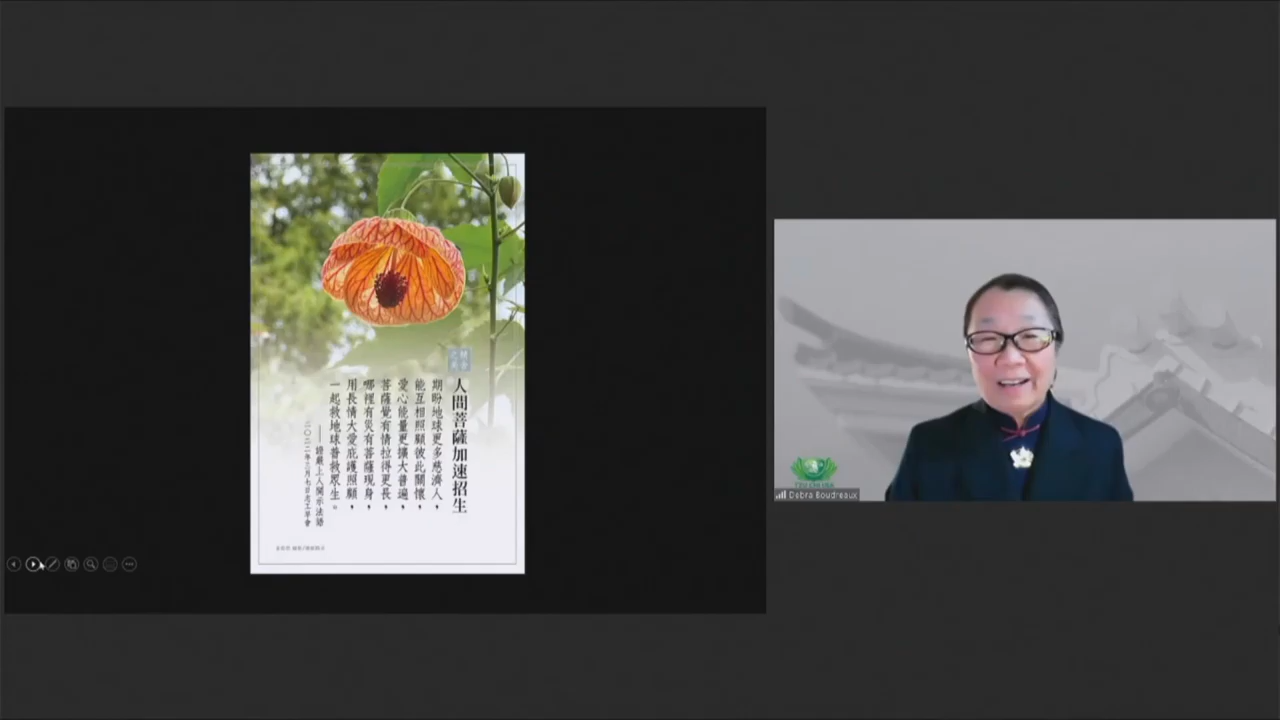 人間菩薩加速招生
期盼地球更多慈濟人，
能互相照顧彼此關懷，
愛心能量更擴大普遍，
菩薩覺有情拉得更長，
哪裡有災有菩薩現身，
用長情大愛庇護照顧，
一起救地球普救眾生。
——證嚴上人開示法語
TZU CHI USA
Debra Boudreaux